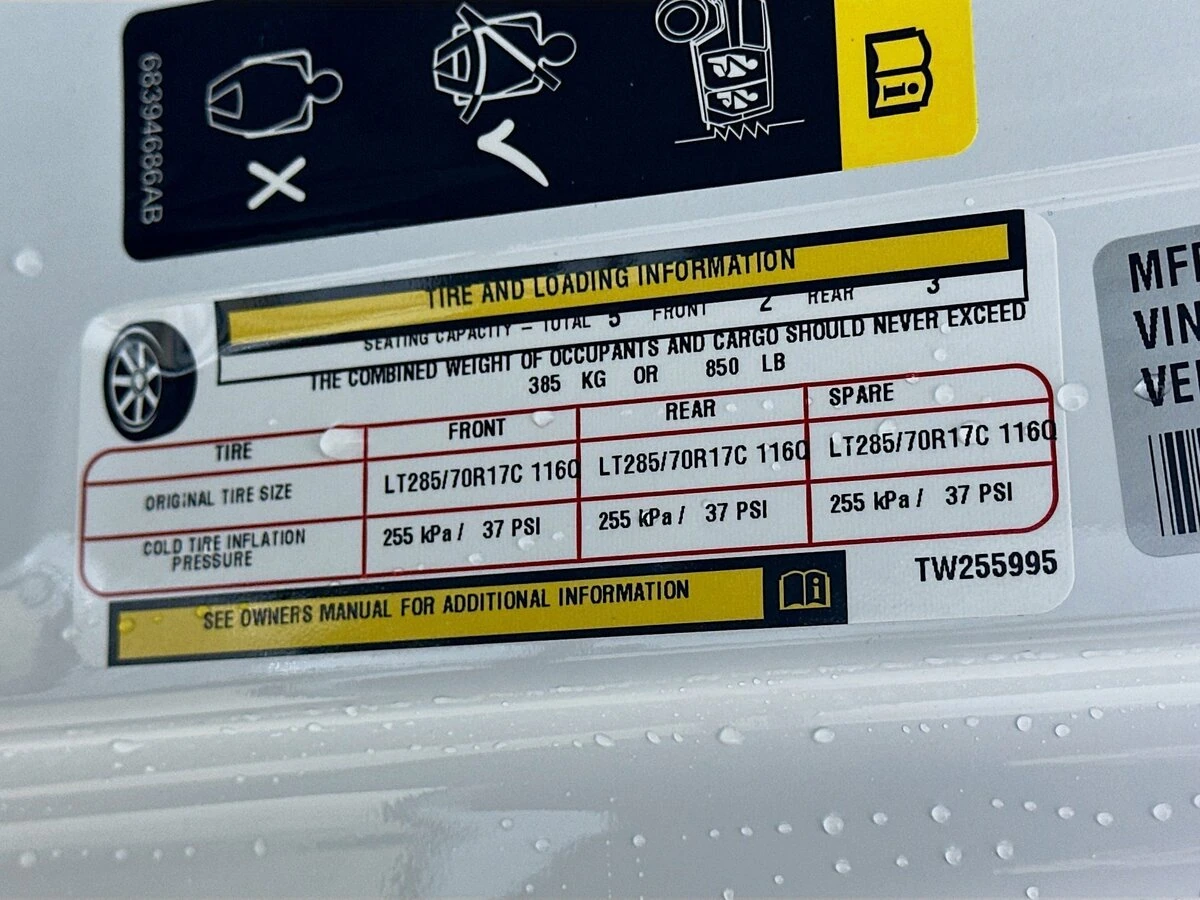 68394686AB
TIRE AND LOADING INFORMATION
SEATING CAPACITY – TOTAL 5 FRONT 2 REAR 3
THE COMBINED WEIGHT OF OCCUPANTS AND CARGO SHOULD NEVER EXCEED
385 KG OR 850 LB
TIRE FRONT REAR SPARE
ORIGINAL TIRE SIZE LT285/70R17C 116Q LT285/70R17C 116Q LT285/70R17C 116Q
COLD TIRE INFLATION PRESSURE 255 kPa / 37 PSI 255 kPa / 37 PSI 255 kPa / 37 PSI
TW255995
SEE OWNERS MANUAL FOR ADDITIONAL INFORMATION
VIN